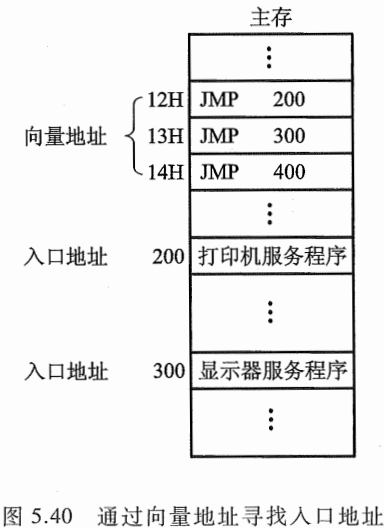 主存
⋮
12H JMP 200
向量地址 13H JMP 300
14H JMP 400
⋮
入口地址 200 打印机服务程序
⋮
入口地址 300 显示器服务程序
⋮
图 5.40 通过向量地址寻找入口地址